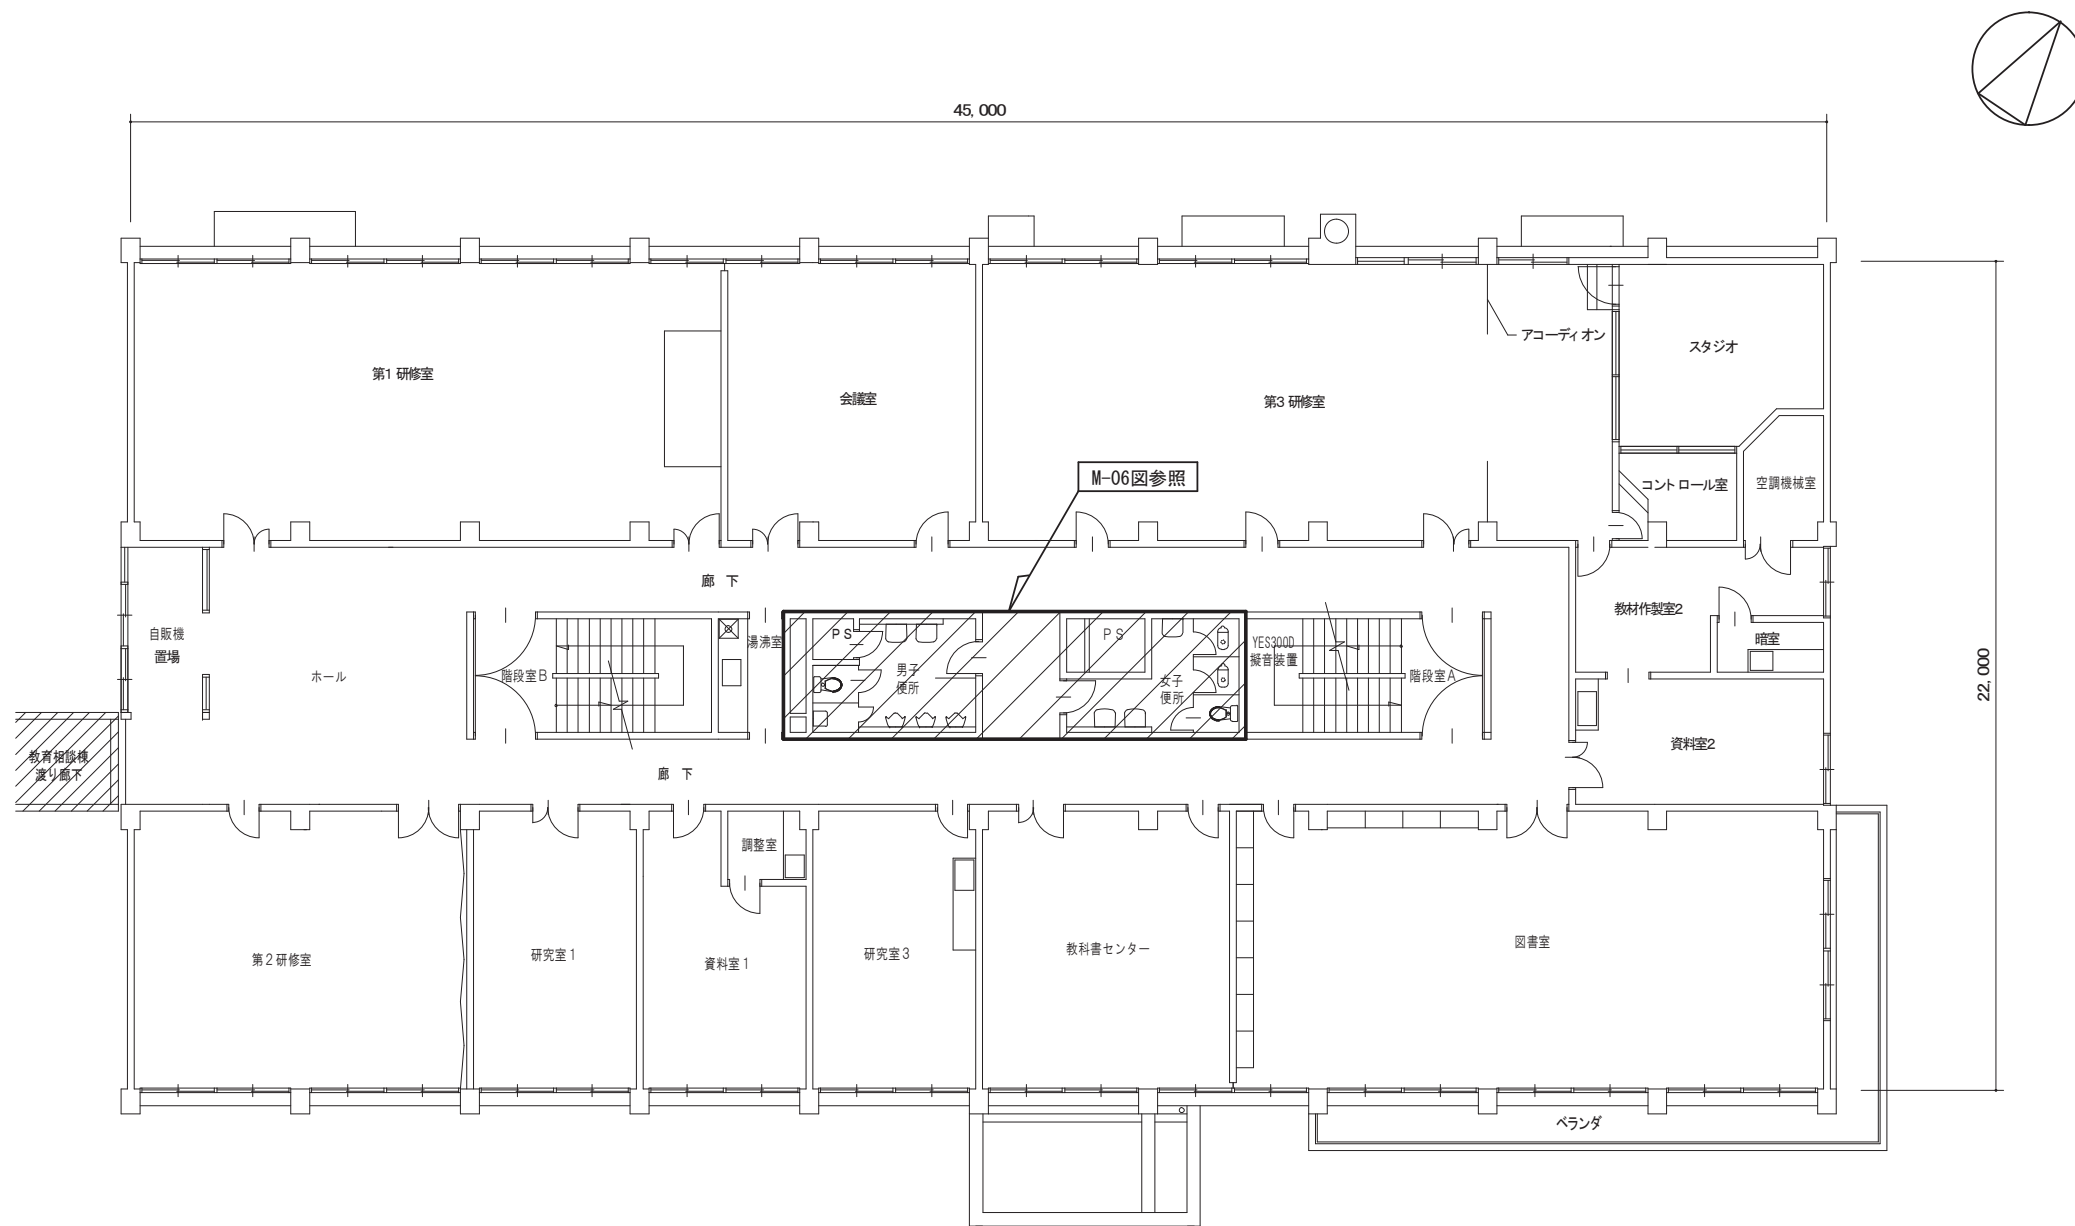 45,000
アコーディオン
スタジオ
第1研修室
会議室
第3研修室
M-06図参照
コントロール室
空調機械室
廊 下
教材作製室2
暗室
自販機
置場
ホール
階段室B
湯沸室
PS
男子
便所
PS
女子
便所
YES300D
擬音装置
階段室A
22,000
教育相談棟
渡り廊下
廊 下
資料室2
調整室
第2研修室
研究室1
資料室1
研究室3
教科書センター
図書室
ベランダ